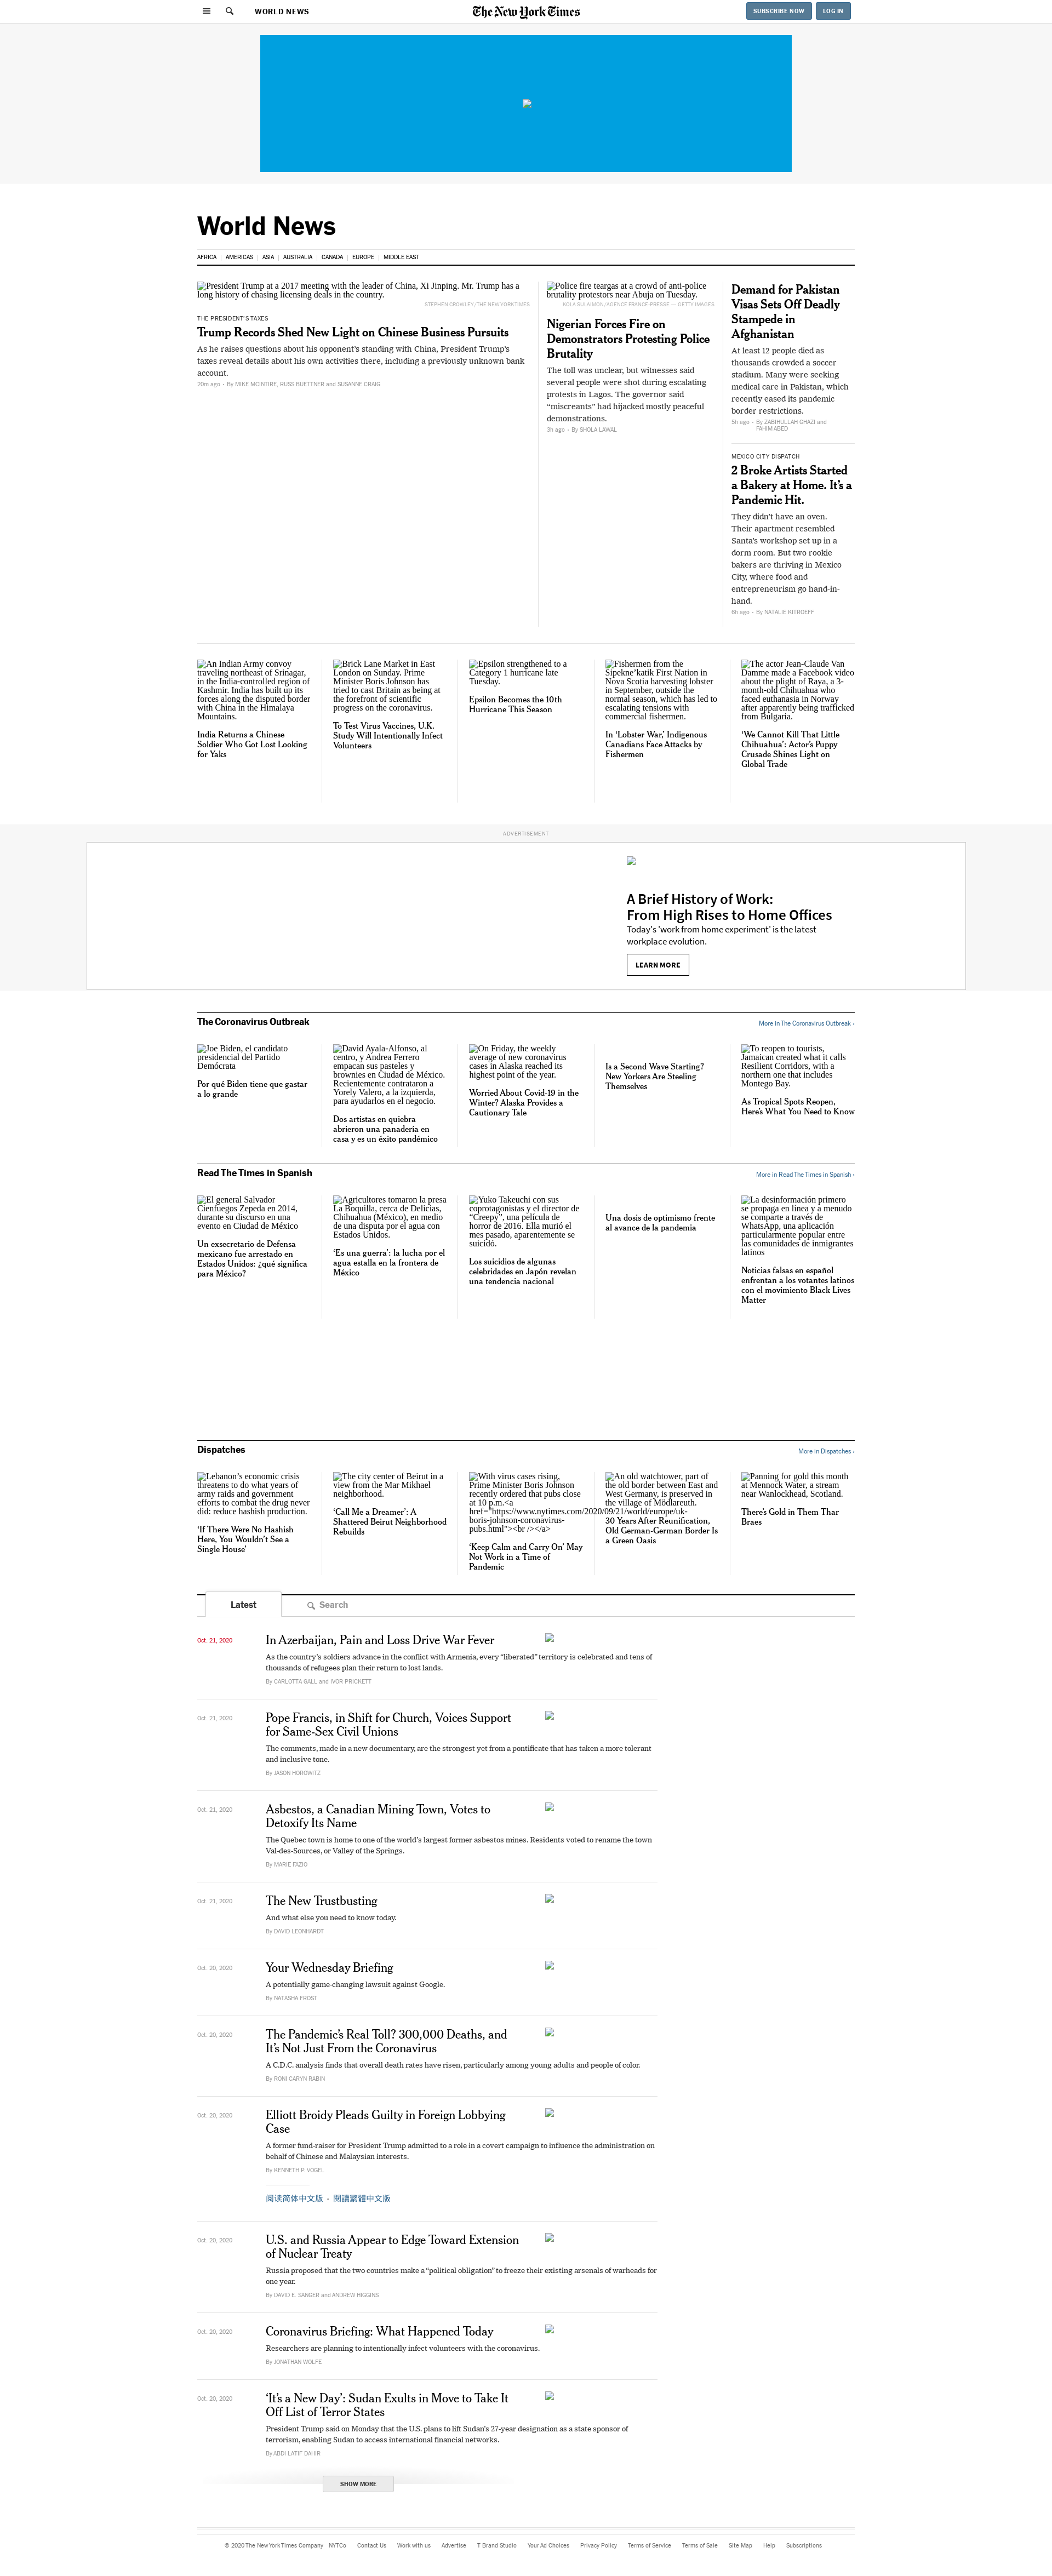 WORLD NEWS
The New York Times
SUBSCRIBE NOW
LOG IN
World News
AFRICA
AMERICAS
ASIA
AUSTRALIA
CANADA
EUROPE
MIDDLE EAST
President Trump at a 2017 meeting with the leader of China, Xi Jinping. Mr. Trump has a
long history of chasing licensing deals in the country.
STEPHEN CROWLEY/THE NEW YORK TIMES
THE PRESIDENT'S TAXES
Trump Records Shed New Light on Chinese Business Pursuits
As he raises questions about his opponent's standing with China, President Trump's
taxes reveal details about his own activities there, including a previously unknown bank
account.
20m ago · By MIKE MCINTIRE, RUSS BUETTNER and SUSANNE CRAIG
Police fire teargas at a crowd of anti-police
brutality protestors near Abuja on Tuesday.
KOLA SULAIMON/AGENCE FRANCE-PRESSE — GETTY IMAGES
Nigerian Forces Fire on
Demonstrators Protesting Police
Brutality
The toll was unclear, but witnesses said
several people were shot during escalating
protests in Lagos. The governor said
“miscreants” had hijacked mostly peaceful
demonstrations.
3h ago · By SHOLA LAWAL
Demand for Pakistan
Visas Sets Off Deadly
Stampede in
Afghanistan
At least 12 people died as
thousands crowded a soccer
stadium. Many were seeking
medical care in Pakistan, which
recently eased its pandemic
border restrictions.
5h ago · By ZABIHULLAH GHAZI and
FAHIM ABED
MEXICO CITY DISPATCH
2 Broke Artists Started
a Bakery at Home. It's a
Pandemic Hit.
They didn't have an oven.
Their apartment resembled
Santa's workshop set up in a
dorm room. But two rookie
bakers are thriving in Mexico
City, where food and
entrepreneurism go hand-in-
hand.
6h ago · By NATALIE KITROEFF
An Indian Army convoy
traveling northeast of Srinagar,
in the India-controlled region of
Kashmir. India has built up its
forces along the disputed border
with China in the Himalaya
Mountains.
India Returns a Chinese
Soldier Who Got Lost Looking
for Yaks
Brick Lane Market in East
London on Sunday. Prime
Minister Boris Johnson has
tried to cast Britain as being at
the forefront of scientific
progress on the coronavirus.
To Test Virus Vaccines, U.K.
Study Will Intentionally Infect
Volunteers
Epsilon strengthened to a
Category 1 hurricane late
Tuesday.
Epsilon Becomes the 10th
Hurricane This Season
Fishermen from the
Sipekne’katik First Nation in
Nova Scotia harvesting lobster
in September, outside the
normal season, which has led to
escalating tensions with
commercial fishermen.
In ‘Lobster War,’ Indigenous
Canadians Face Attacks by
Fishermen
The actor Jean-Claude Van
Damme made a Facebook video
about the plight of Raya, a 3-
month-old Chihuahua who
faced euthanasia in Norway
after apparently being trafficked
from Bulgaria.
‘We Cannot Kill That Little
Chihuahua’: Actor’s Puppy
Crusade Shines Light on
Global Trade
ADVERTISEMENT
A Brief History of Work:
From High Rises to Home Offices
Today's 'work from home experiment' is the latest
workplace evolution.
LEARN MORE
The Coronavirus Outbreak
More in The Coronavirus Outbreak ›
Joe Biden, el candidato
presidencial del Partido
Demócrata
Por qué Biden tiene que gastar
a lo grande
David Ayala-Alfonso, al
centro, y Andrea Ferrero
empacan sus pasteles y
brownies en Ciudad de México.
Recientemente contrataron a
Yorely Valero, a la izquierda,
para ayudarlos en el negocio.
Dos artistas en quiebra
abrieron una panadería en
casa y es un éxito pandémico
On Friday, the weekly
average of new coronavirus
cases in Alaska reached its
highest point of the year.
Worried About Covid-19 in the
Winter? Alaska Provides a
Cautionary Tale
Is a Second Wave Starting?
New Yorkers Are Steeling
Themselves
To reopen to tourists,
Jamaican created what it calls
Resilient Corridors, with a
northern one that includes
Montego Bay.
As Tropical Spots Reopen,
Here’s What You Need to Know
Read The Times in Spanish
More in Read The Times in Spanish ›
El general Salvador
Cienfuegos Zepeda en 2014,
durante su discurso en una
evento en Ciudad de México
Un exsecretario de Defensa
mexicano fue arrestado en
Estados Unidos: ¿qué significa
para México?
Agricultores tomaron la presa
La Boquilla, cerca de Delicias,
Chihuahua (México), en medio
de una disputa por el agua con
Estados Unidos.
‘Es una guerra’: la lucha por el
agua estalla en la frontera de
México
Yuko Takeuchi con sus
coprotagonistas y el director de
“Creepy”, una película de
horror de 2016. Ella murió el
mes pasado, aparentemente se
suicidó.
Los suicidios de algunas
celebridades en Japón revelan
una tendencia nacional
Una dosis de optimismo frente
al avance de la pandemia
La desinformación primero
se propaga en línea y a menudo
se comparte a través de
WhatsApp, una aplicación
particularmente popular entre
las comunidades de inmigrantes
latinos
Noticias falsas en español
enfrentan a los votantes latinos
con el movimiento Black Lives
Matter
Dispatches
More in Dispatches ›
Lebanon’s economic crisis
threatens to do what years of
army raids and government
efforts to combat the drug never
did: reduce hashish production.
‘If There Were No Hashish
Here, You Wouldn’t See a
Single House’
The city center of Beirut in a
view from the Mar Mikhael
neighborhood.
‘Call Me a Dreamer’: A
Shattered Beirut Neighborhood
Rebuilds
With virus cases rising,
Prime Minister Boris Johnson
recently ordered that pubs close
at 10 p.m.<a
href="https://www.nytimes.com/2020/09/21/world/europe/uk-
boris-johnson-coronavirus-
pubs.html"><br /></a>
‘Keep Calm and Carry On’ May
Not Work in a Time of
Pandemic
An old watchtower, part of
the old border between East and
West Germany, is preserved in
the village of Mödlareuth.
30 Years After Reunification,
Old German-German Border Is
a Green Oasis
Panning for gold this month
at Mennock Water, a stream
near Wanlockhead, Scotland.
There’s Gold in Them Thar
Braes
Latest
Search
Oct. 21, 2020
In Azerbaijan, Pain and Loss Drive War Fever
As the country’s soldiers advance in the conflict with Armenia, every “liberated” territory is celebrated and tens of
thousands of refugees plan their return to lost lands.
By CARLOTTA GALL and IVOR PRICKETT
Oct. 21, 2020
Pope Francis, in Shift for Church, Voices Support
for Same-Sex Civil Unions
The comments, made in a new documentary, are the strongest yet from a pontificate that has taken a more tolerant
and inclusive tone.
By JASON HOROWITZ
Oct. 21, 2020
Asbestos, a Canadian Mining Town, Votes to
Detoxify Its Name
The Quebec town is home to one of the world’s largest former asbestos mines. Residents voted to rename the town
Val-des-Sources, or Valley of the Springs.
By MARIE FAZIO
Oct. 21, 2020
The New Trustbusting
And what else you need to know today.
By DAVID LEONHARDT
Oct. 20, 2020
Your Wednesday Briefing
A potentially game-changing lawsuit against Google.
By NATASHA FROST
Oct. 20, 2020
The Pandemic’s Real Toll? 300,000 Deaths, and
It’s Not Just From the Coronavirus
A C.D.C. analysis finds that overall death rates have risen, particularly among young adults and people of color.
By RONI CARYN RABIN
Oct. 20, 2020
Elliott Broidy Pleads Guilty in Foreign Lobbying
Case
A former fund-raiser for President Trump admitted to a role in a covert campaign to influence the administration on
behalf of Chinese and Malaysian interests.
By KENNETH P. VOGEL
阅读简体中文版 · 閱讀繁體中文版
Oct. 20, 2020
U.S. and Russia Appear to Edge Toward Extension
of Nuclear Treaty
Russia proposed that the two countries make a “political obligation” to freeze their existing arsenals of warheads for
one year.
By DAVID E. SANGER and ANDREW HIGGINS
Oct. 20, 2020
Coronavirus Briefing: What Happened Today
Researchers are planning to intentionally infect volunteers with the coronavirus.
By JONATHAN WOLFE
Oct. 20, 2020
‘It’s a New Day’: Sudan Exults in Move to Take It
Off List of Terror States
President Trump said on Monday that the U.S. plans to lift Sudan’s 27-year designation as a state sponsor of
terrorism, enabling Sudan to access international financial networks.
By ABDI LATIF DAHIR
SHOW MORE
© 2020 The New York Times Company
NYTCo
Contact Us
Work with us
Advertise
T Brand Studio
Your Ad Choices
Privacy Policy
Terms of Service
Terms of Sale
Site Map
Help
Subscriptions